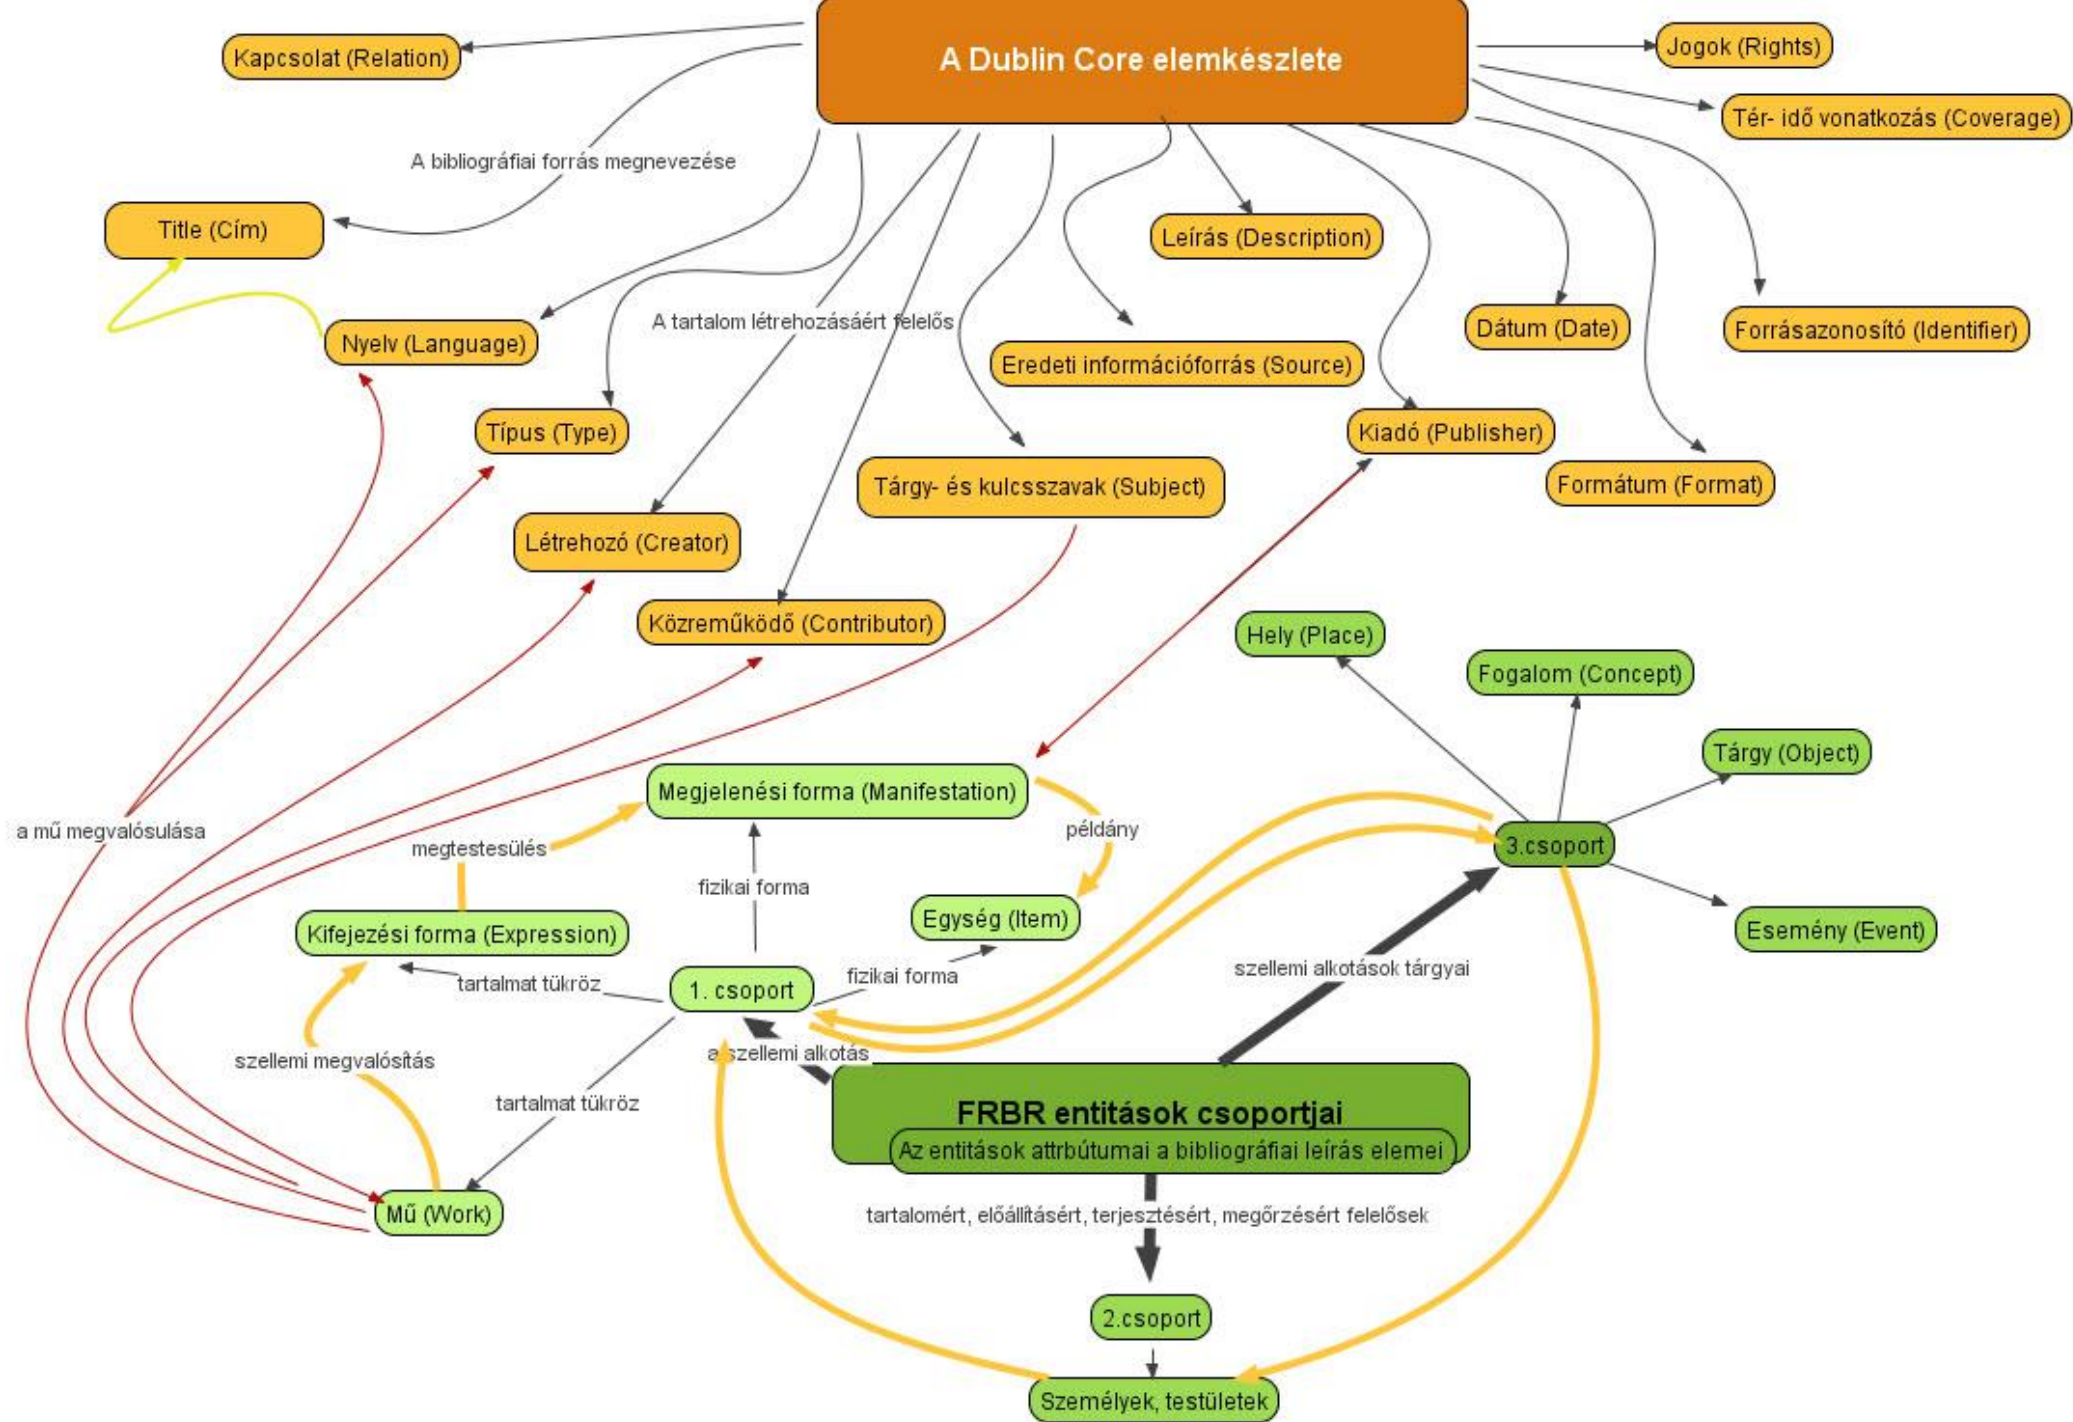 A Dublin Core elemkészlete
Kapcsolat (Relation)
Jogok (Rights)
Tér- idő vonatkozás (Coverage)
A bibliográfiai forrás megnevezése
Title (Cím)
Leírás (Description)
A tartalom létrehozásáért felelős
Nyelv (Language)
Dátum (Date)
Forrásazonosító (Identifier)
Eredeti információforrás (Source)
Típus (Type)
Kiadó (Publisher)
Tárgy- és kulcsszavak (Subject)
Formátum (Format)
Létrehozó (Creator)
Közreműködő (Contributor)
Hely (Place)
Fogalom (Concept)
Tárgy (Object)
Megjelenési forma (Manifestation)
a mű megvalósulása
példány
megtestesülés
3.csoport
fizikai forma
Egység (Item)
Kifejezési forma (Expression)
Esemény (Event)
szellemi alkotások tárgyai
tartalmat tükröz
1. csoport
fizikai forma
szellemi megvalósítás
a szellemi alkotás
tartalmat tükröz
FRBR entitások csoportjai
Az entitások attrbútumai a bibliográfiai leírás elemei
Mű (Work)
tartalomért, előállításért, terjesztésért, megőrzésért felelősek
2.csoport
Személyek, testületek